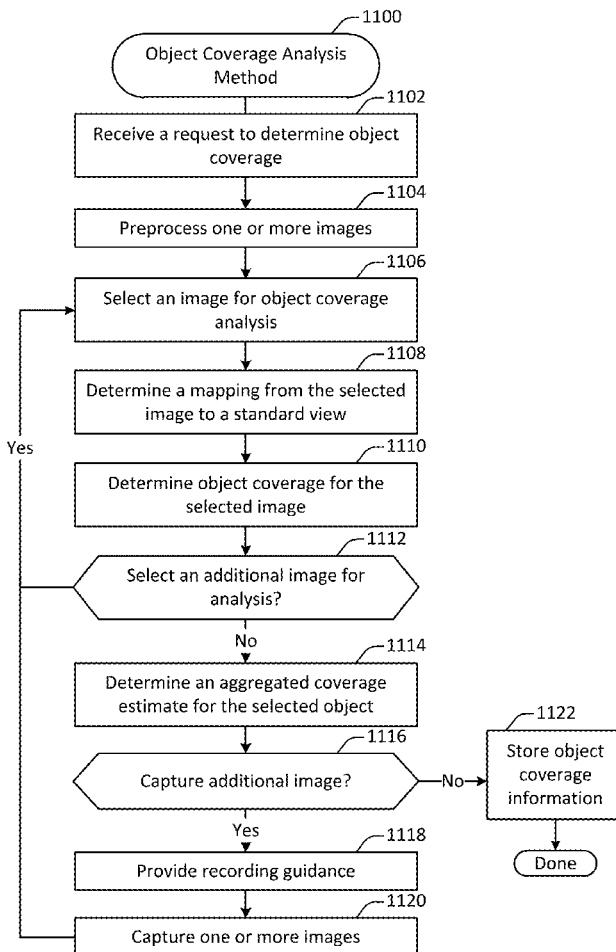 1100
Object Coverage Analysis
Method
1102
Receive a request to determine object
coverage
1104
Preprocess one or more images
1106
Select an image for object coverage
analysis
1108
Determine a mapping from the selected
image to a standard view
Yes
1110
Determine object coverage for the
selected image
1112
Select an additional image for
analysis?
No
1114
Determine an aggregated coverage
estimate for the selected object
1116
Capture additional image?
No
1122
Store object
coverage
information
Done
Yes
1118
Provide recording guidance
1120
Capture one or more images